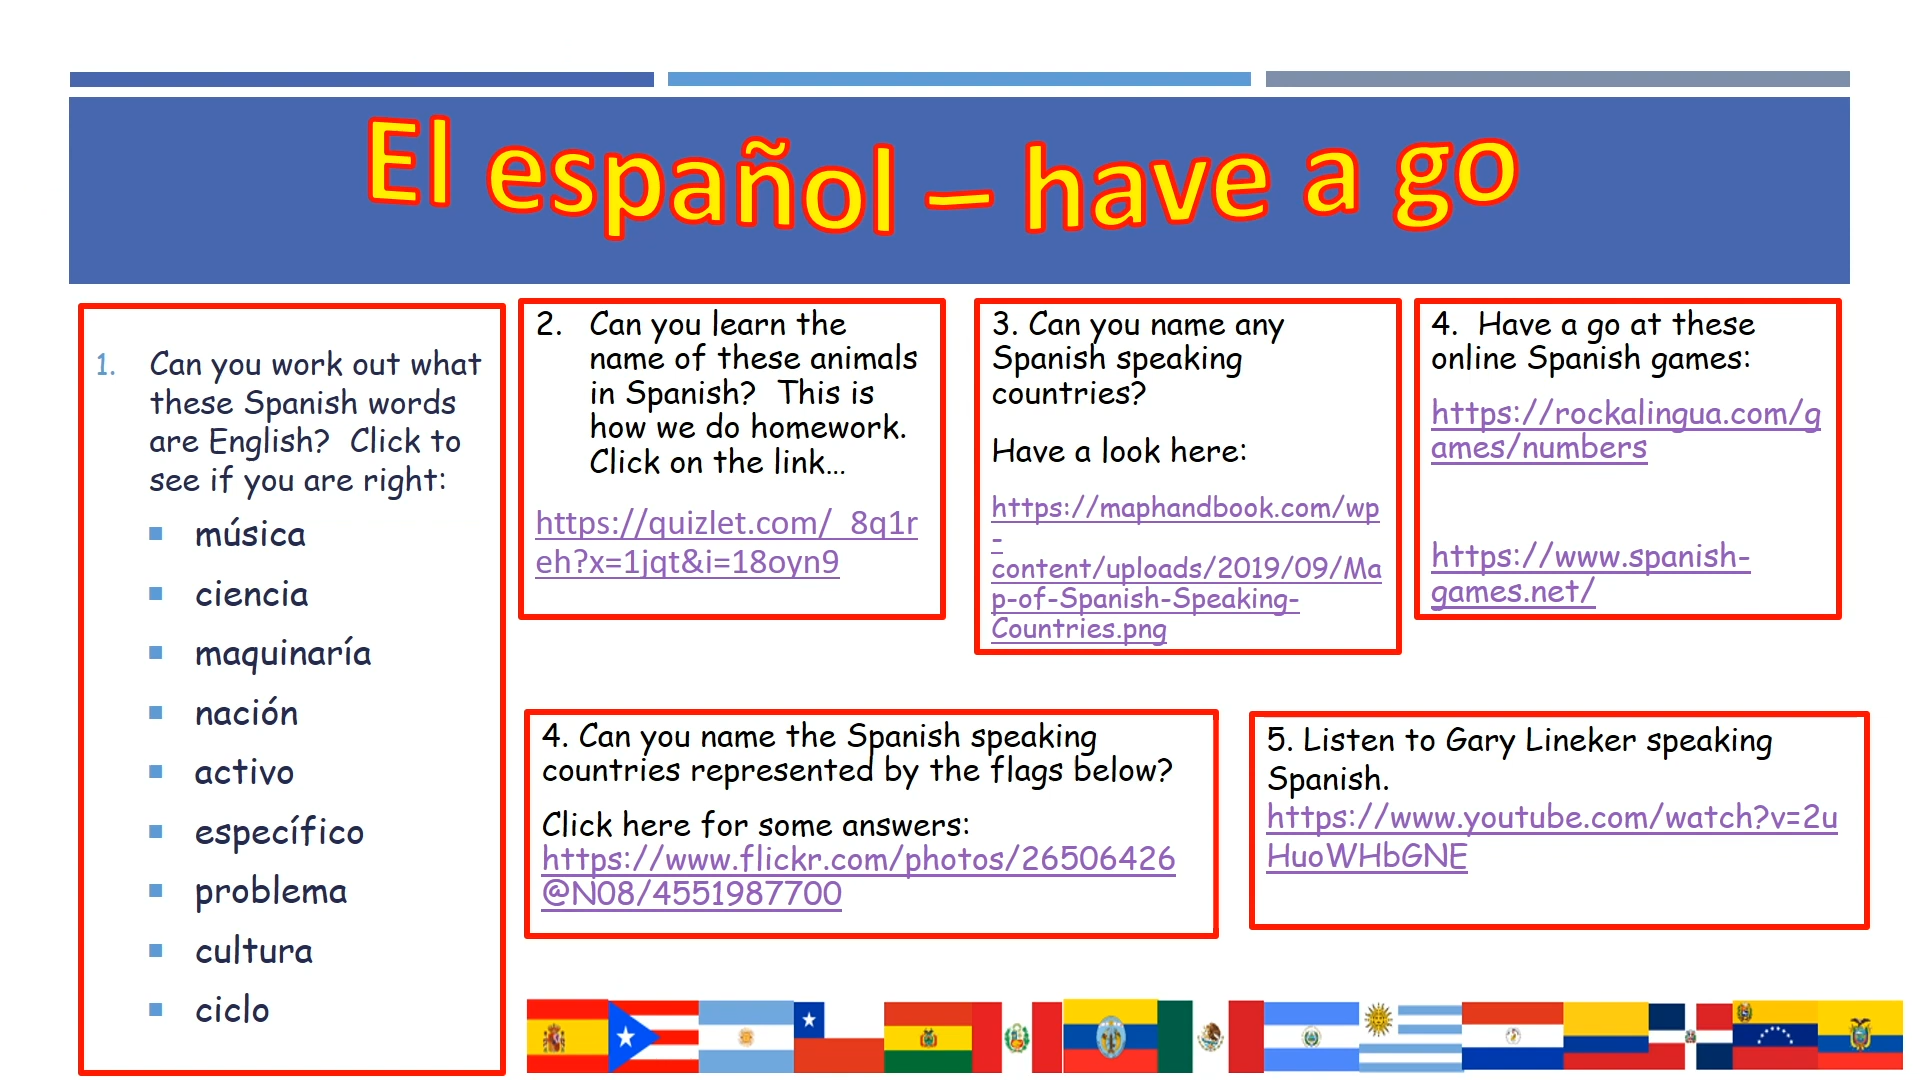 El español – have a go
1. Can you work out what
these Spanish words
are English? Click to
see if you are right:
música
ciencia
maquinaría
nación
activo
específico
problema
cultura
ciclo
2. Can you learn the
name of these animals
in Spanish? This is
how we do homework.
Click on the link…
https://quizlet.com/_8q1r
eh?x=1jqt&i=18oyn9
3. Can you name any
Spanish speaking
countries?
Have a look here:
https://maphandbook.com/wp
-
content/uploads/2019/09/Ma
p-of-Spanish-Speaking-
Countries.png
4. Have a go at these
online Spanish games:
https://rockalingua.com/g
ames/numbers
https://www.spanish-
games.net/
4. Can you name the Spanish speaking
countries represented by the flags below?
Click here for some answers:
https://www.flickr.com/photos/26506426
@N08/4551987700
5. Listen to Gary Lineker speaking
Spanish.
https://www.youtube.com/watch?v=2u
HuoWHbGNE